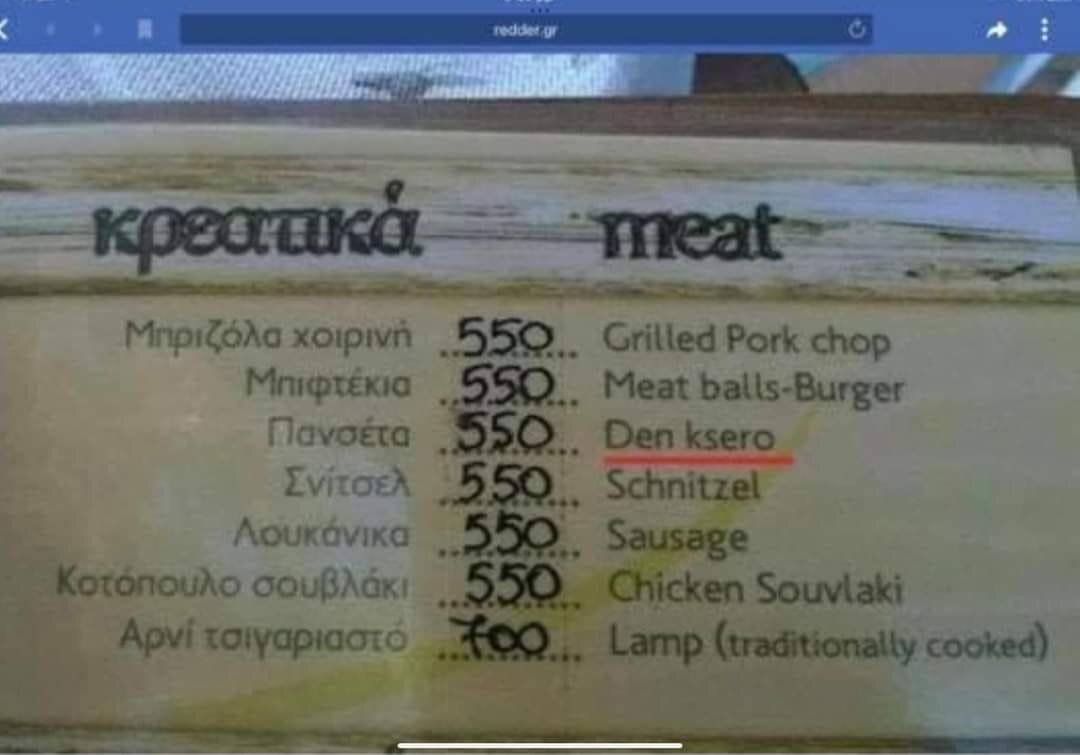 redder.gr
κρεατικά meat
Μπριζόλα χοιρινή 550 Grilled Pork chop
Μπιφτέκια 550 Meat balls-Burger
Πανσέτα 550 Den ksero
Σνίτσελ 550 Schnitzel
Λουκάνικα 550 Sausage
Κοτόπουλο σουβλάκι 550 Chicken Souvlaki
Αρνί τσιγαριαστό 700 Lamp (traditionally cooked)